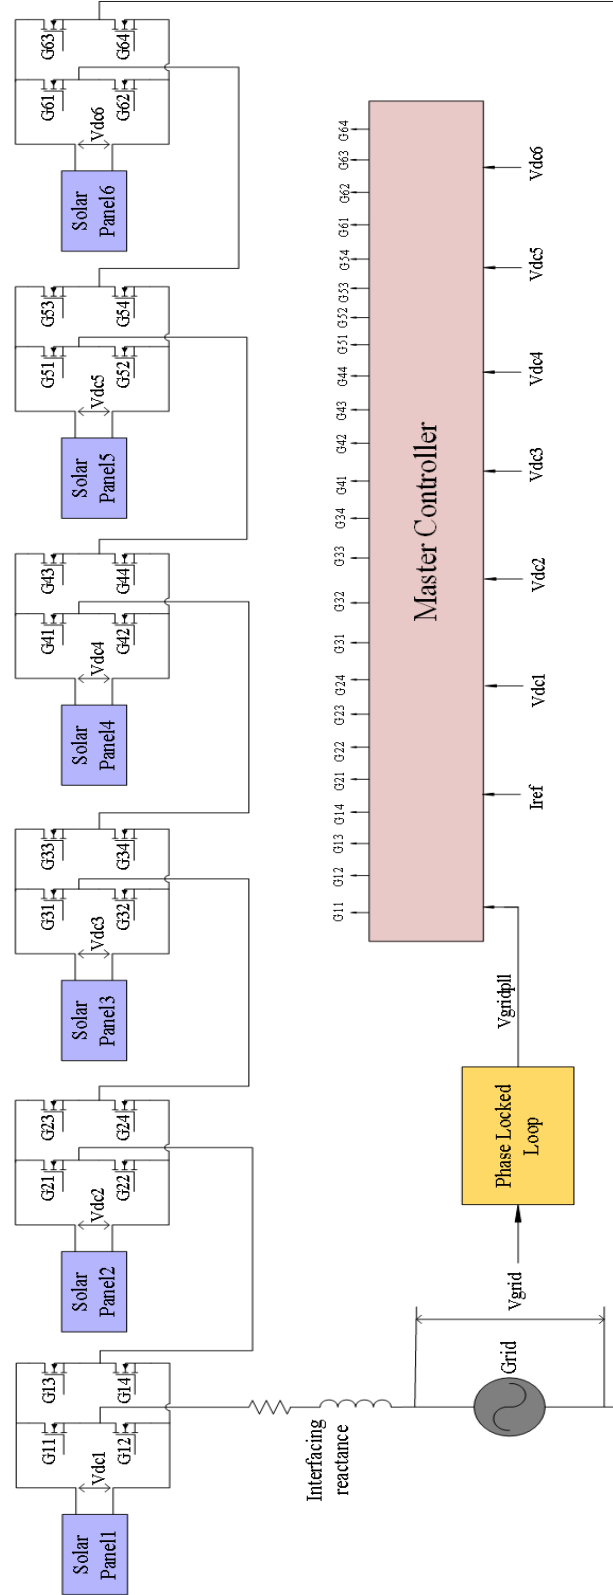 Solar
Panel1
Vdc1
G11
G12
G13
G14
Solar
Panel2
Vdc2
G21
G22
G23
G24
Solar
Panel3
Vdc3
G31
G32
G33
G34
Solar
Panel4
Vdc4
G41
G42
G43
G44
Solar
Panel5
Vdc5
G51
G52
G53
G54
Solar
Panel6
Vdc6
G61
G62
G63
G64
Interfacing
reactance
Grid
Vgrid
Phase Locked
Loop
Vgridpll
G11
G12
G13
G14
G21
G22
G23
G24
G31
G32
G33
G34
G41
G42
G43
G44
G51
G52
G53
G54
G61
G62
G63
G64
Master Controller
Iref
Vdc1
Vdc2
Vdc3
Vdc4
Vdc5
Vdc6